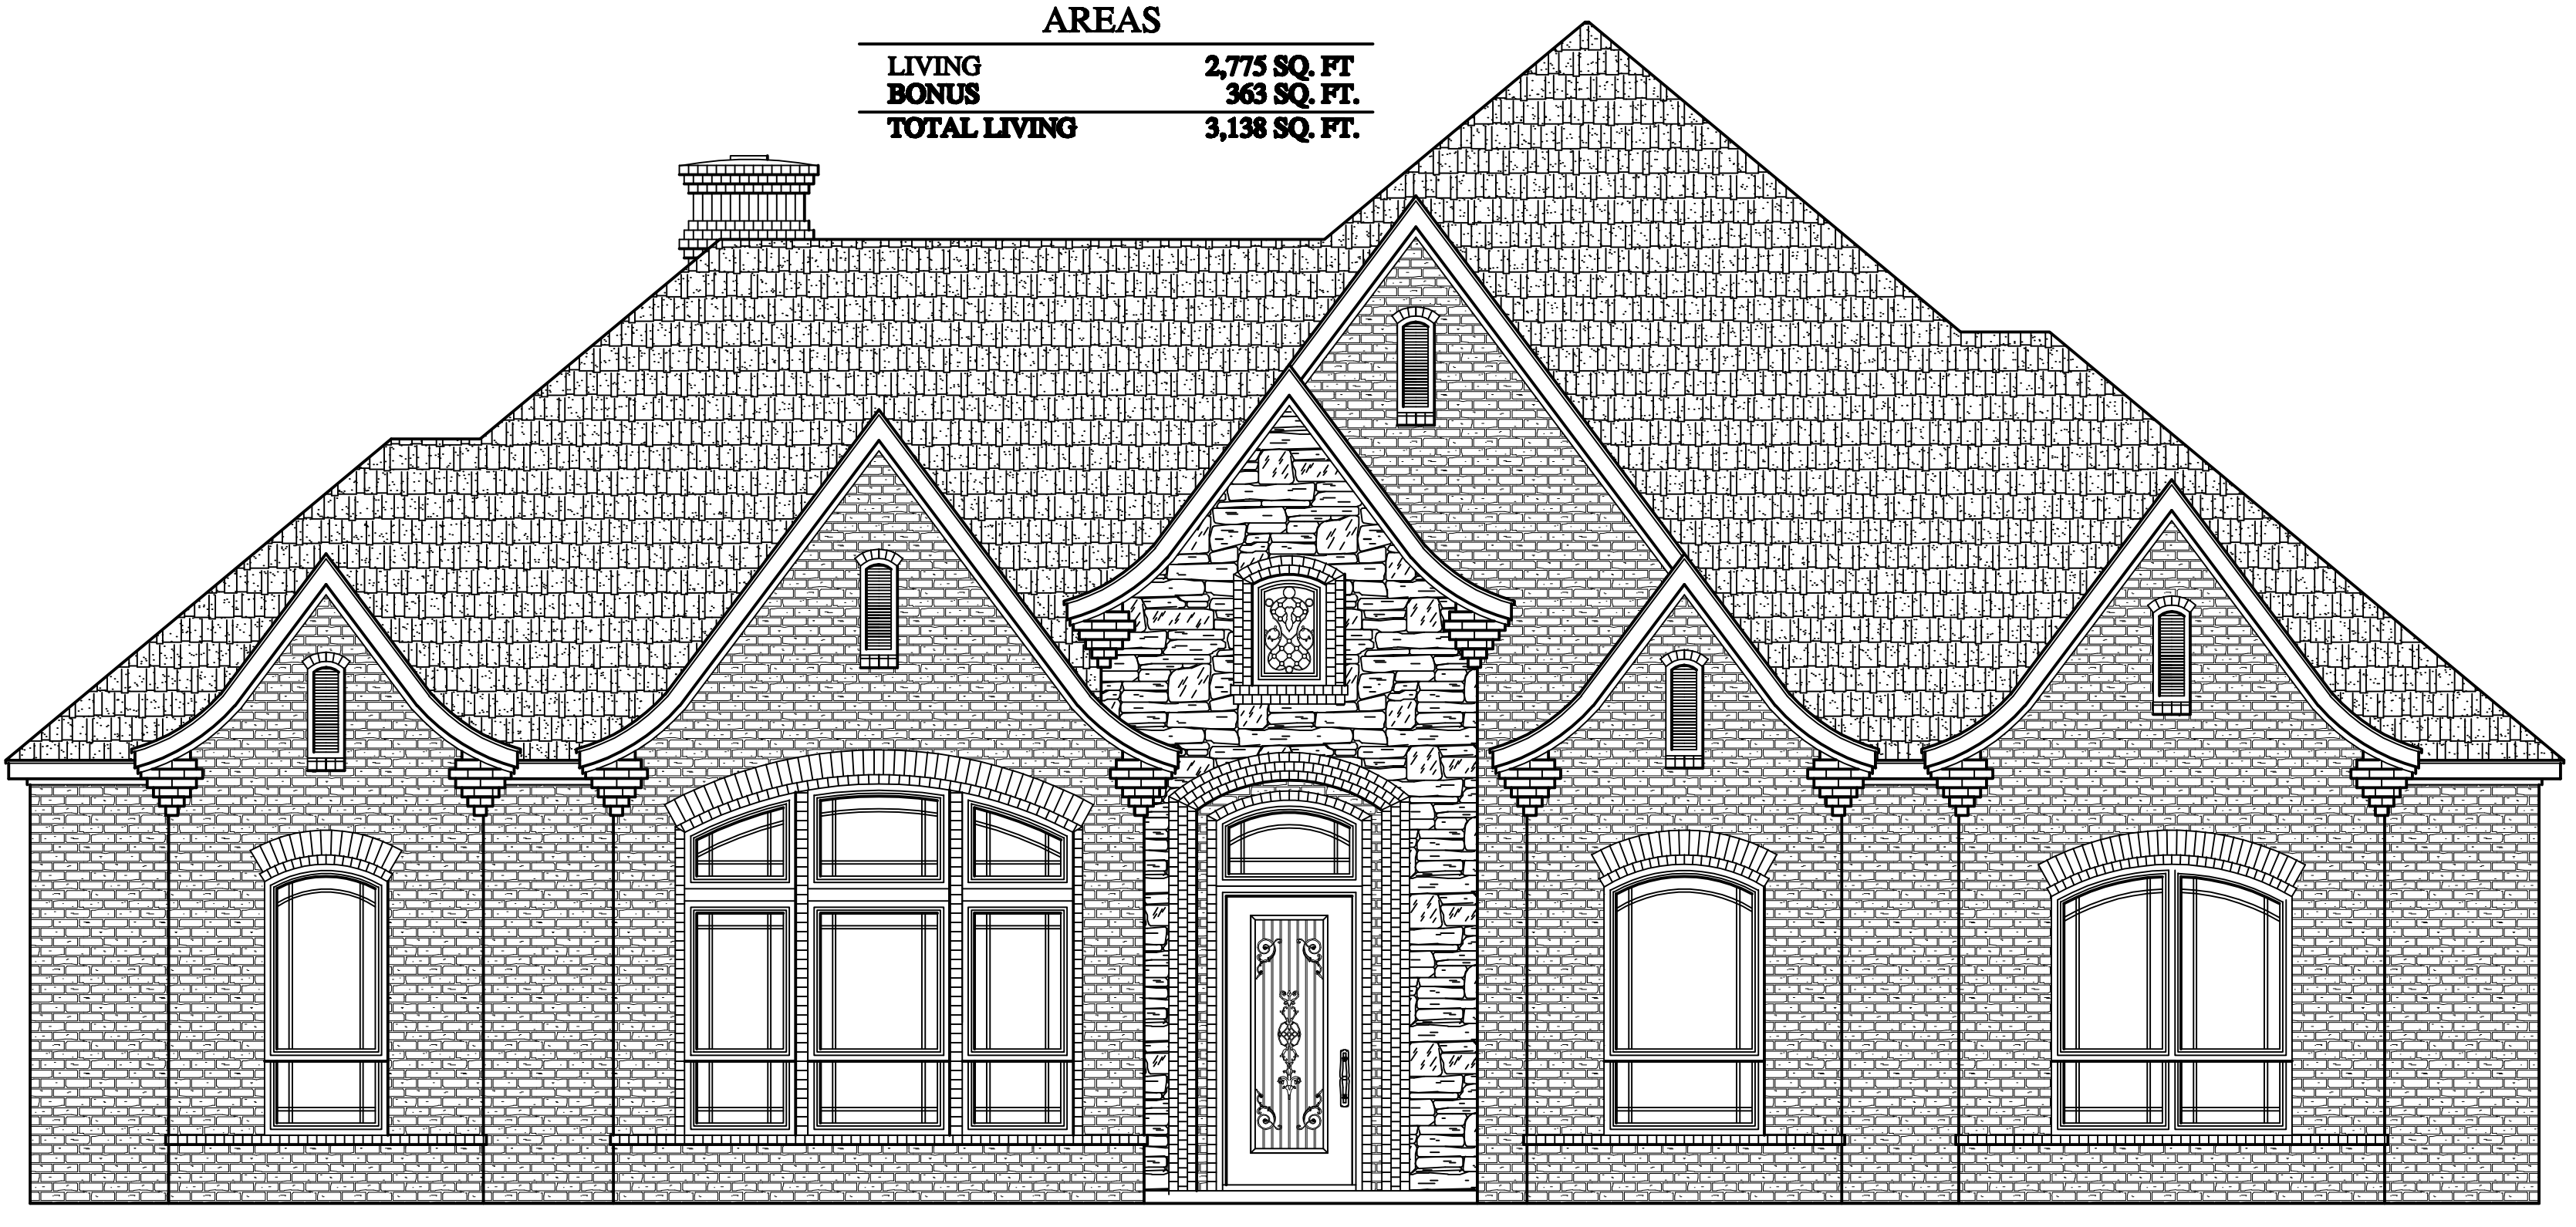 AREAS
LIVING 2,775 SQ. FT
BONUS 363 SQ. FT.
TOTAL LIVING 3,138 SQ. FT.